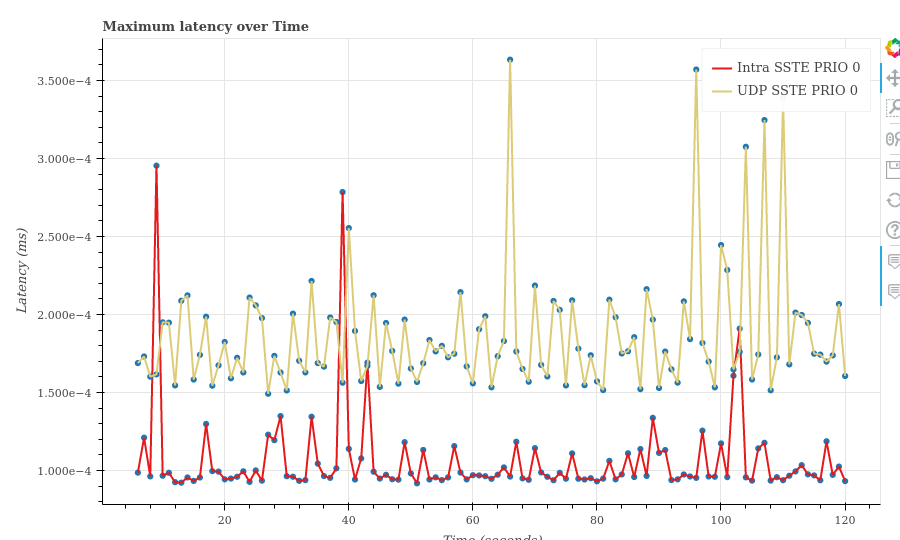 Maximum latency over Time
Intra SSTE PRIO 0
UDP SSTE PRIO 0
Latency (ms)
3.500e−4
3.000e−4
2.500e−4
2.000e−4
1.500e−4
1.000e−4
20 40 60 80 100 120
Time (seconds)